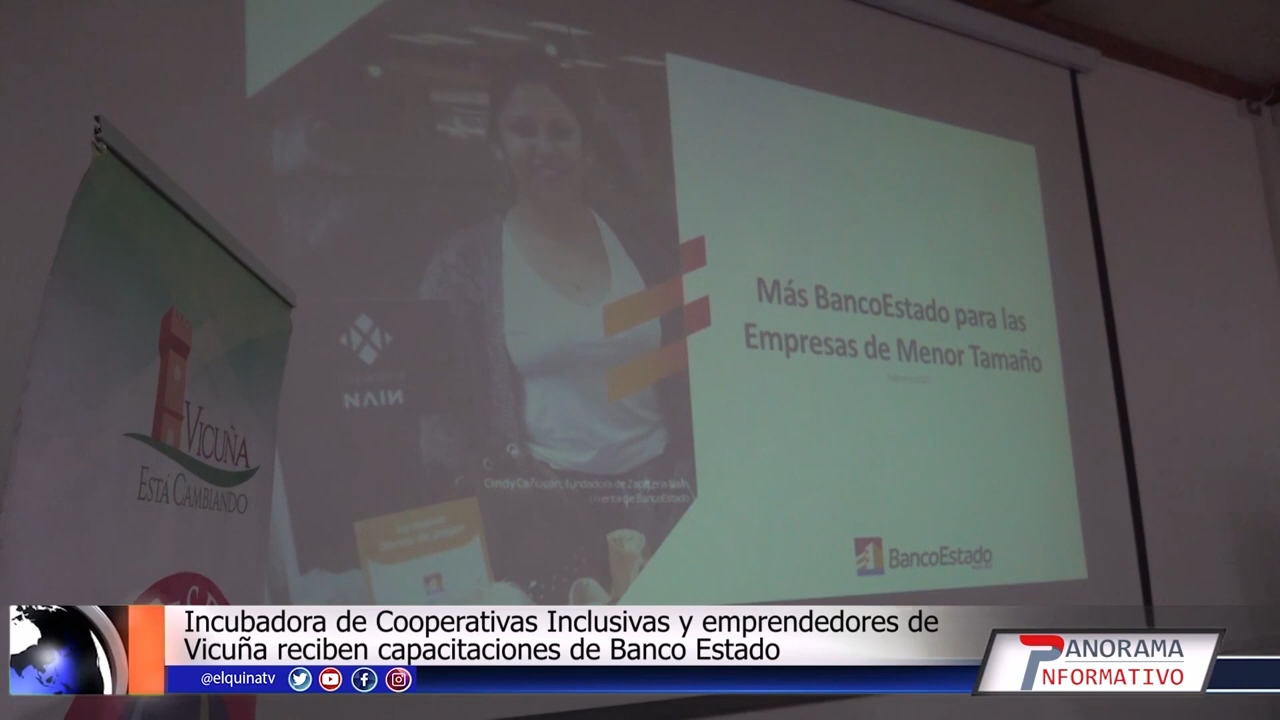 Más BancoEstado para las
Empresas de Menor Tamaño
BancoEstado
NAIN
VICUÑA
ESTÁ CAMBIANDO
Incubadora de Cooperativas Inclusivas y emprendedores de
Vicuña reciben capacitaciones de Banco Estado
@elquinatv
PANORAMA
INFORMATIVO